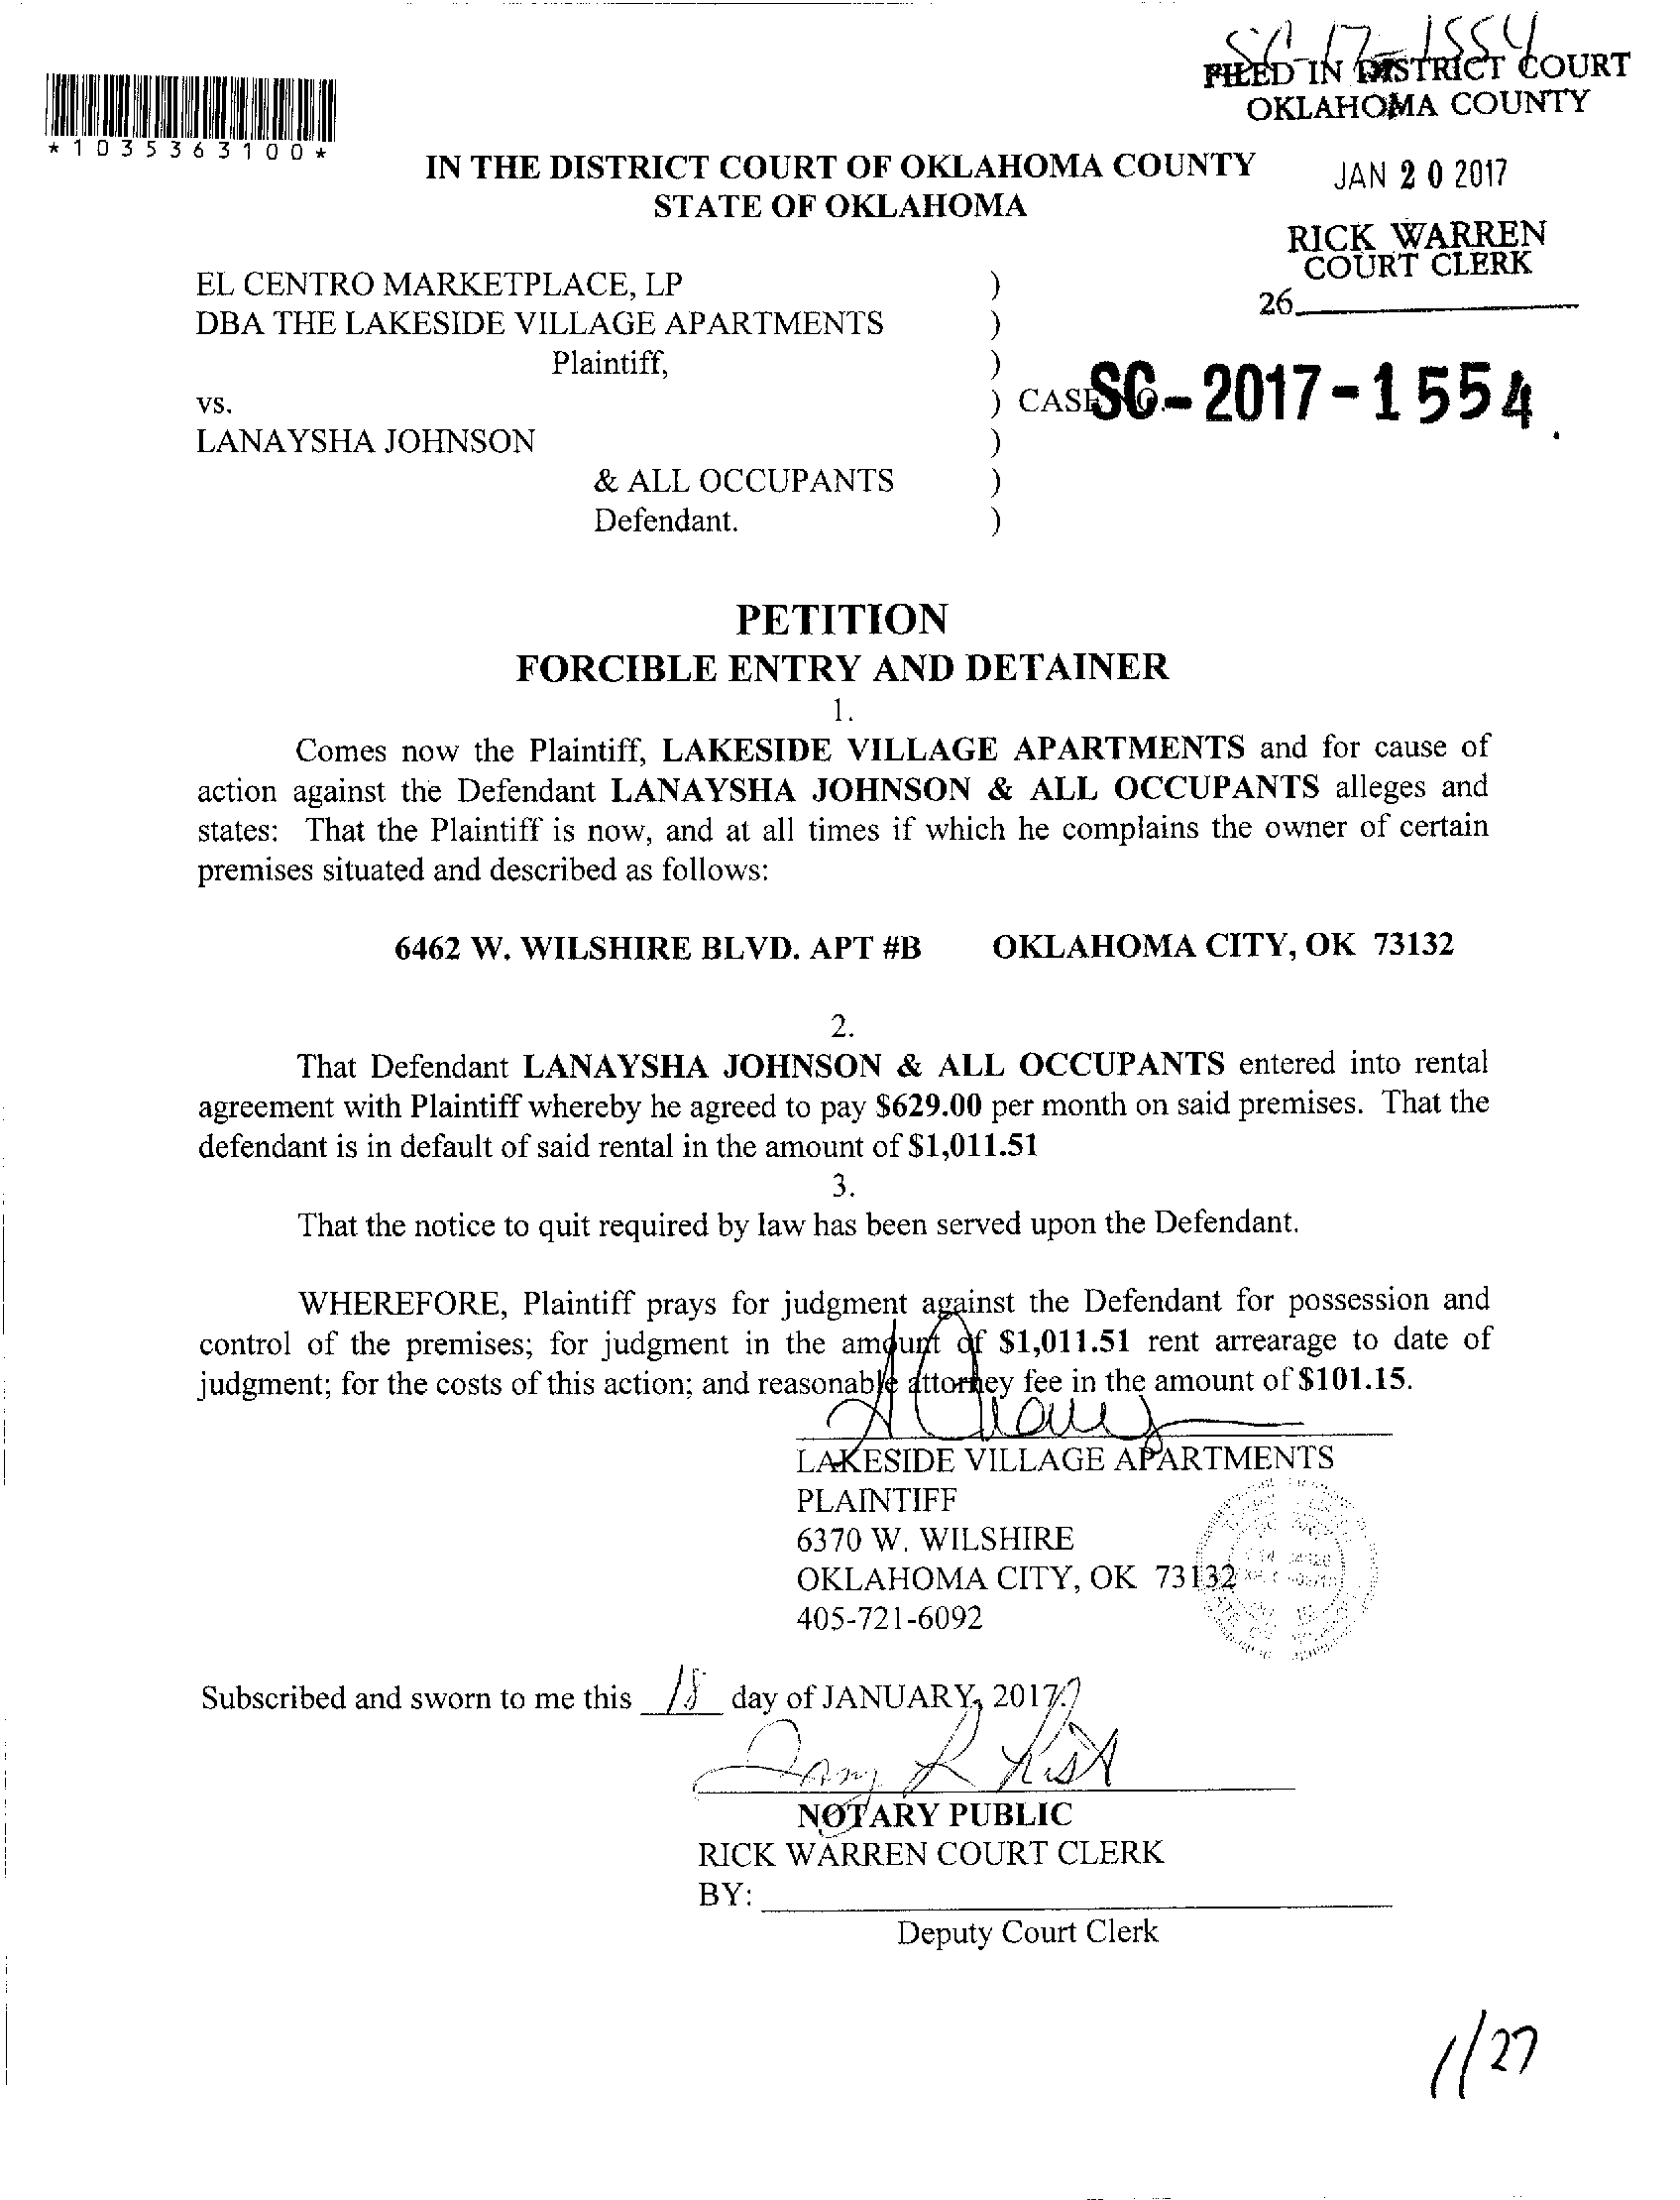 SC-17-1554
FILED IN DISTRICT COURT
OKLAHOMA COUNTY
*1035363100*
IN THE DISTRICT COURT OF OKLAHOMA COUNTY
STATE OF OKLAHOMA
JAN 20 2017
RICK WARREN
COURT CLERK
26
EL CENTRO MARKETPLACE, LP )
DBA THE LAKESIDE VILLAGE APARTMENTS )
Plaintiff, )
vs. ) CASE NO. SC-2017-1554
LANAYSHA JOHNSON )
& ALL OCCUPANTS )
Defendant. )
PETITION
FORCIBLE ENTRY AND DETAINER
1.
Comes now the Plaintiff, LAKESIDE VILLAGE APARTMENTS and for cause of
action against the Defendant LANAYSHA JOHNSON & ALL OCCUPANTS alleges and
states: That the Plaintiff is now, and at all times if which he complains the owner of certain
premises situated and described as follows:
6462 W. WILSHIRE BLVD. APT #B OKLAHOMA CITY, OK 73132
2.
That Defendant LANAYSHA JOHNSON & ALL OCCUPANTS entered into rental
agreement with Plaintiff whereby he agreed to pay $629.00 per month on said premises. That the
defendant is in default of said rental in the amount of $1,011.51
3.
That the notice to quit required by law has been served upon the Defendant.
WHEREFORE, Plaintiff prays for judgment against the Defendant for possession and
control of the premises; for judgment in the amount of $1,011.51 rent arrearage to date of
judgment; for the costs of this action; and reasonable attorney fee in the amount of $101.15.
LAKESIDE VILLAGE APARTMENTS
PLAINTIFF
6370 W. WILSHIRE
OKLAHOMA CITY, OK 73132
405-721-6092
Subscribed and sworn to me this 18 day of JANUARY, 2017.
NOTARY PUBLIC
RICK WARREN COURT CLERK
BY:
Deputy Court Clerk
1/27